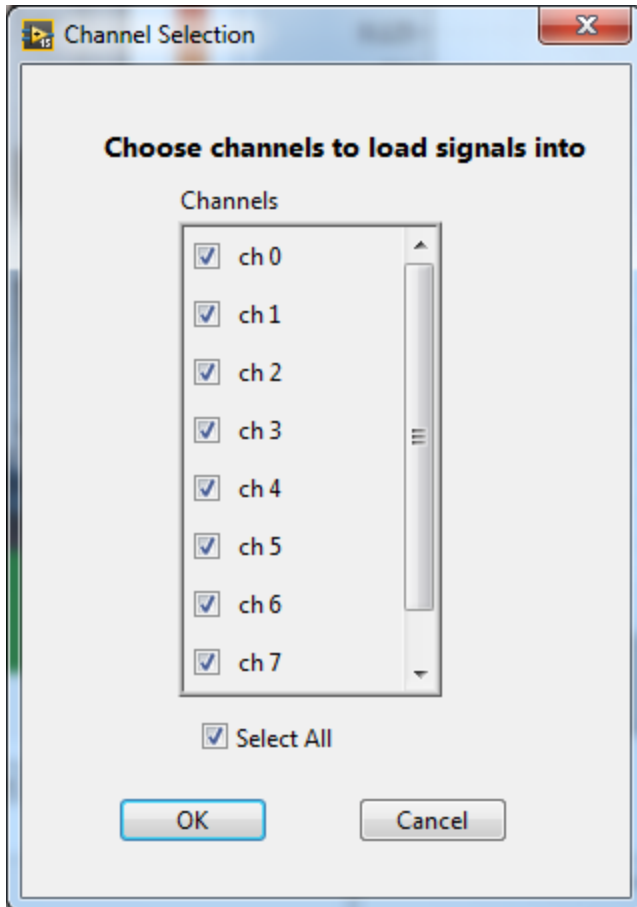 Channel Selection
Choose channels to load signals into
Channels
ch 0
ch 1
ch 2
ch 3
ch 4
ch 5
ch 6
ch 7
Select All
OK Cancel